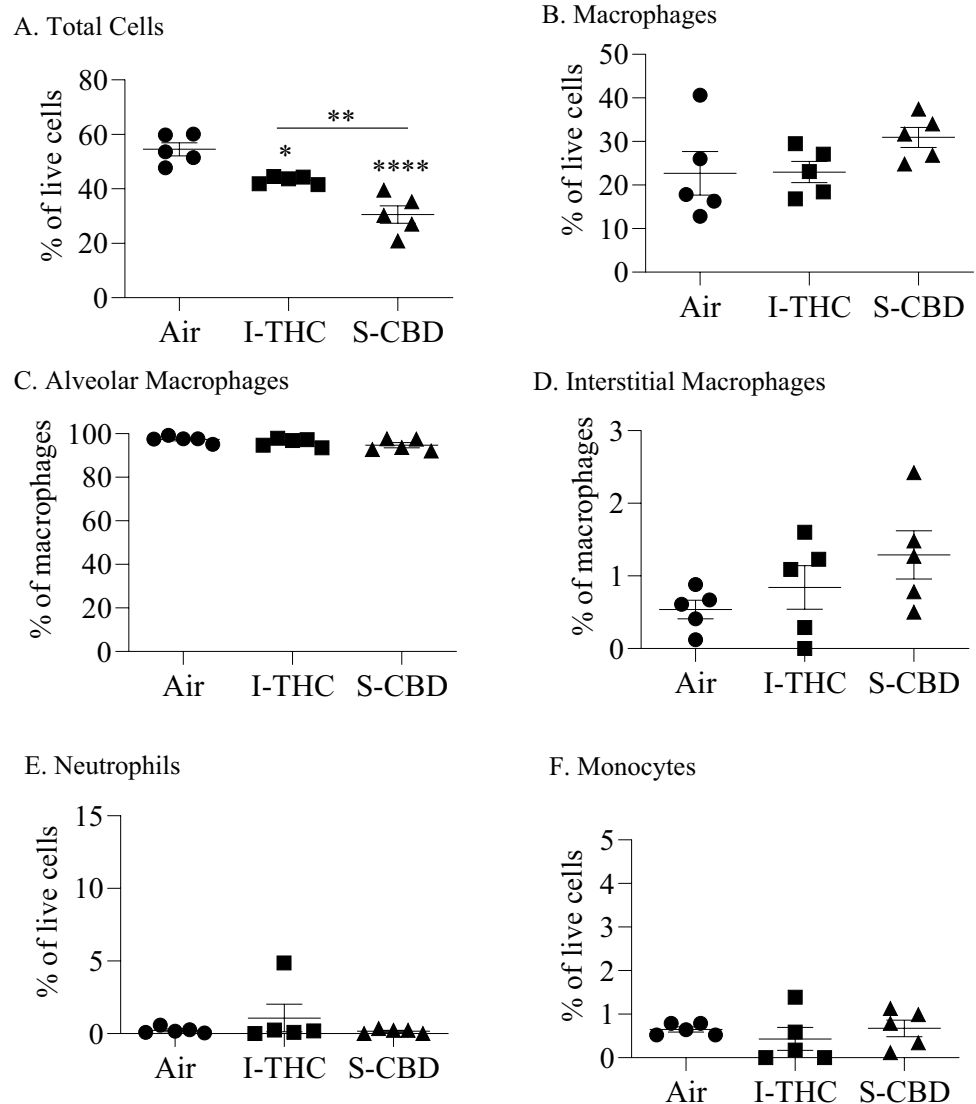 A. Total Cells
% of live cells
80
60
40
20
0
**
*
****
Air I-THC S-CBD
B. Macrophages
% of live cells
50
40
30
20
10
0
Air I-THC S-CBD
C. Alveolar Macrophages
% of macrophages
100
80
60
40
20
0
Air I-THC S-CBD
D. Interstitial Macrophages
% of macrophages
3
2
1
0
Air I-THC S-CBD
E. Neutrophils
% of live cells
15
10
5
0
Air I-THC S-CBD
F. Monocytes
% of live cells
5
4
3
2
1
0
Air I-THC S-CBD